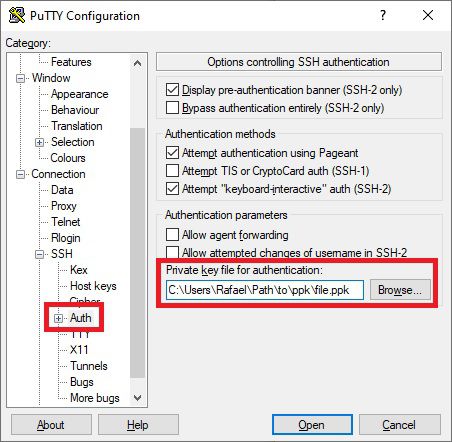 PuTTY Configuration
Category:
Features
Window
Appearance
Behaviour
Translation
Selection
Colours
Connection
Data
Proxy
Telnet
Rlogin
SSH
Kex
Host keys
Cipher
Auth
TTY
X11
Tunnels
Bugs
More bugs
Options controlling SSH authentication
Display pre-authentication banner (SSH-2 only)
Bypass authentication entirely (SSH-2 only)
Authentication methods
Attempt authentication using Pageant
Attempt TIS or CryptoCard auth (SSH-1)
Attempt "keyboard-interactive" auth (SSH-2)
Authentication parameters
Allow agent forwarding
Allow attempted changes of username in SSH-2
Private key file for authentication:
C:\Users\Rafael\Path\to\ppk\file.ppk
Browse...
About
Help
Open
Cancel